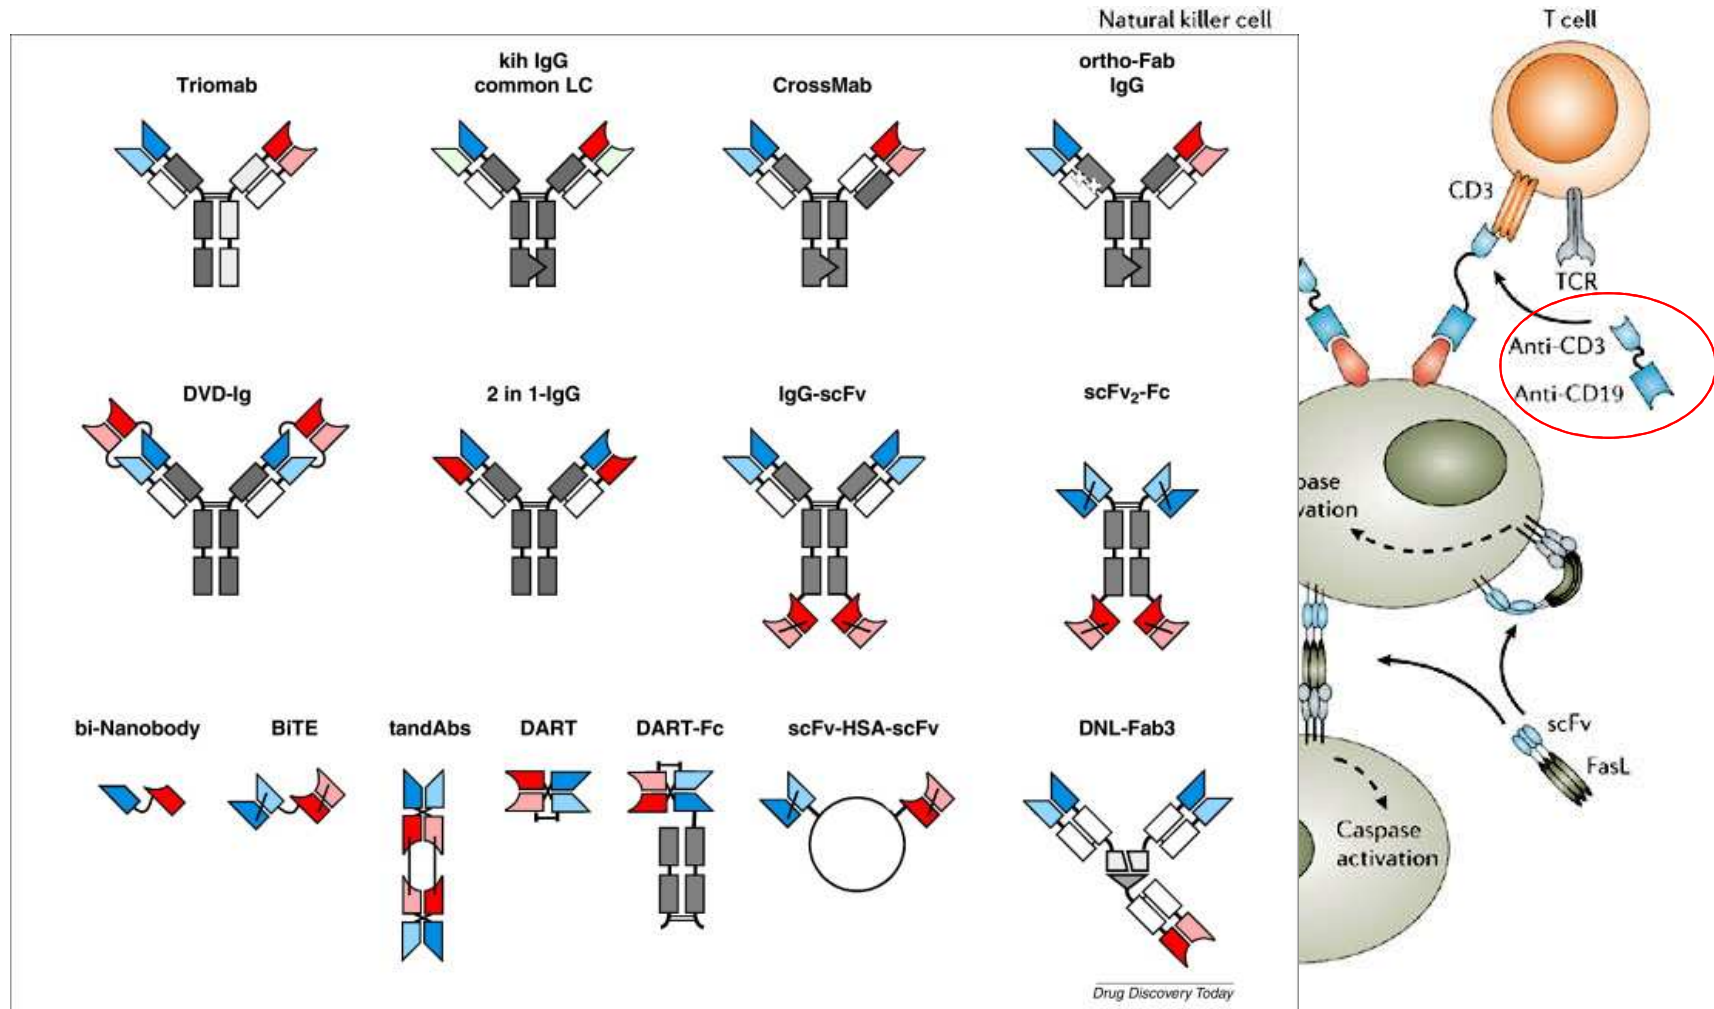 Natural killer cell
T cell
Triomab
kih IgG
common LC
CrossMab
ortho-Fab
IgG
CD3
TCR
Anti-CD3
Anti-CD19
DVD-Ig
2 in 1-IgG
IgG-scFv
scFv₂-Fc
pase
vation
bi-Nanobody
BiTE
tandAbs
DART
DART-Fc
scFv-HSA-scFv
DNL-Fab3
scFv
FasL
Caspase
activation
Drug Discovery Today